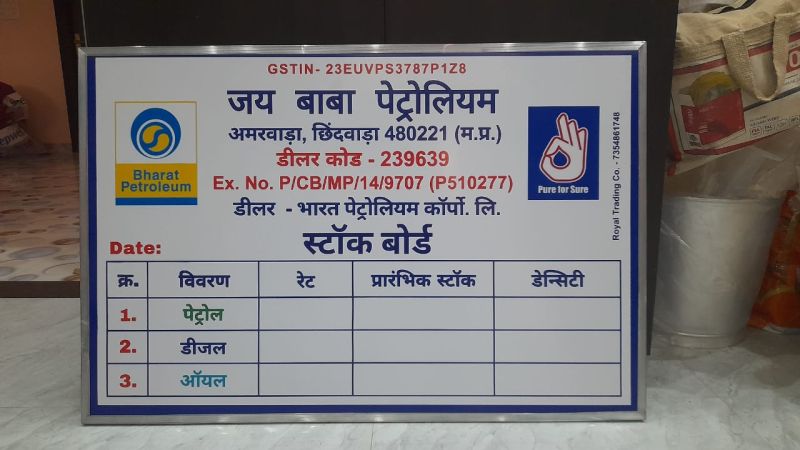 GSTIN- 23EUVPS3787P1Z8
जय बाबा पेट्रोलियम
अमरवाड़ा, छिंदवाड़ा 480221 (म.प्र.)
डीलर कोड - 239639
Ex. No. P/CB/MP/14/9707 (P510277)
डीलर - भारत पेट्रोलियम कॉर्पो. लि.
Bharat
Petroleum
Pure for Sure
Royal Trading Co. - 7354861748
Date:
स्टॉक बोर्ड
क्र. विवरण रेट प्रारंभिक स्टॉक डेन्सिटी
1. पेट्रोल
2. डीजल
3. ऑयल